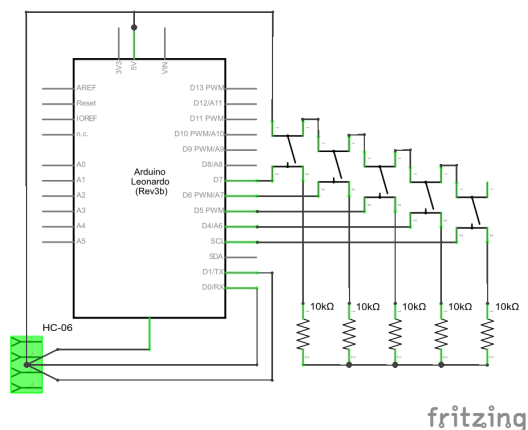 3V3
5V
VIN
AREF
Reset
IOREF
n.c.
A0
A1
A2
A3
A4
A5
Arduino
Leonardo
(Rev3b)
D13 PWM
D12/A11
D11 PWM
D10 PWM/A10
D9 PWM/A9
D8/A8
D7
D6 PWM/A7
D5 PWM
D4/A6
SCL
SDA
D1/TX
D0/RX
HC-06
10kΩ 10kΩ 10kΩ 10kΩ 10kΩ
fritzing